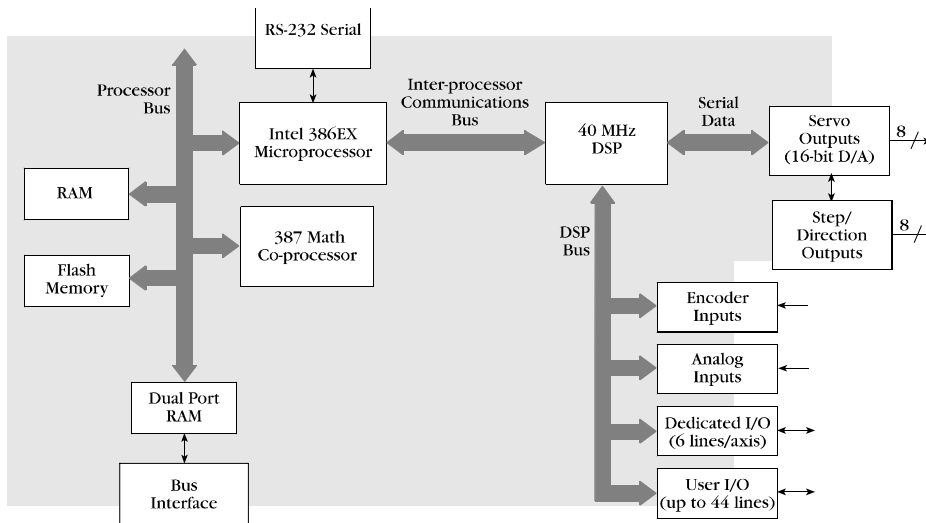 RS-232 Serial
Processor
Bus
Inter-processor
Communications
Bus
Serial
Data
Intel 386EX
Microprocessor
40 MHz
DSP
Servo
Outputs
(16-bit D/A)
8
RAM
387 Math
Co-processor
DSP
Bus
Step/
Direction
Outputs
8
Flash
Memory
Encoder
Inputs
Analog
Inputs
Dual Port
RAM
Dedicated I/O
(6 lines/axis)
Bus
Interface
User I/O
(up to 44 lines)